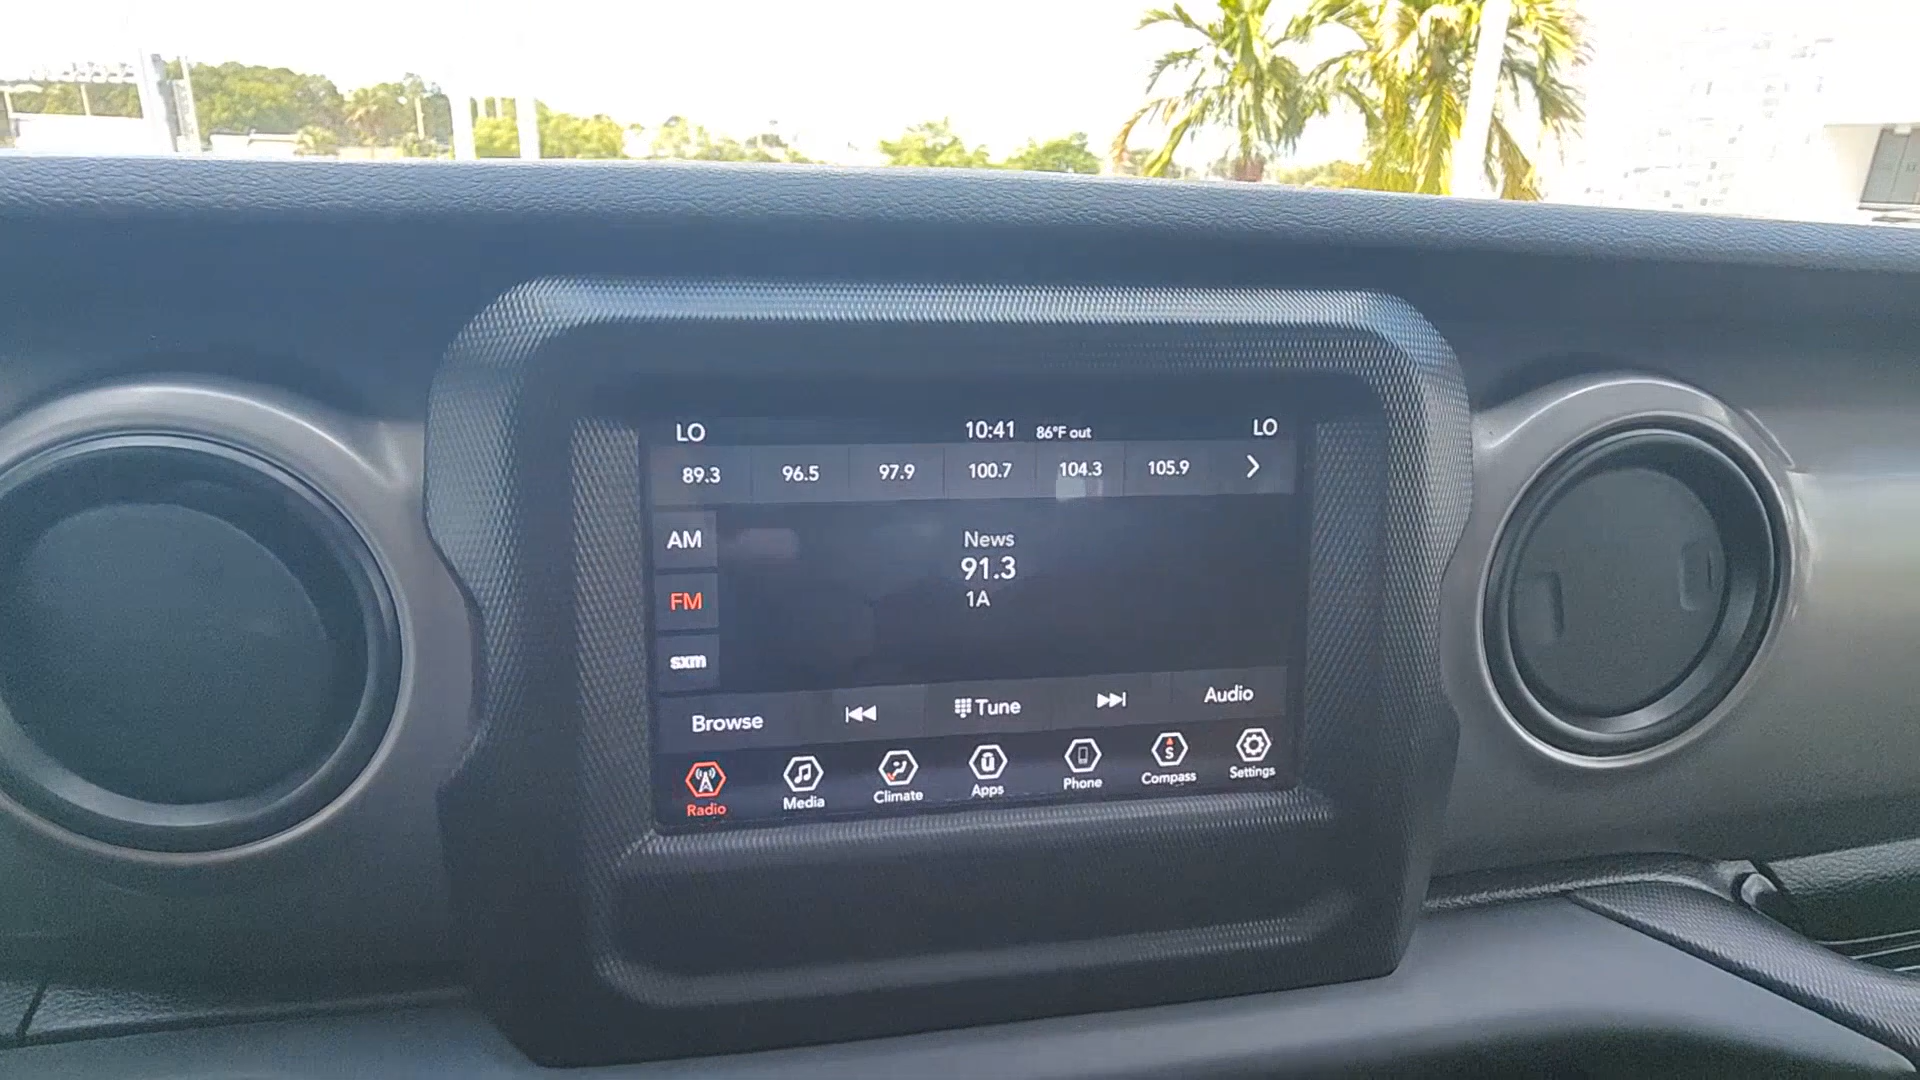 LO 10:41 86°F out LO
89.3 96.5 97.9 100.7 104.3 105.9
AM
FM
sxm
News
91.3
1A
Browse Tune Audio
Radio Media Climate Apps Phone S Compass Settings